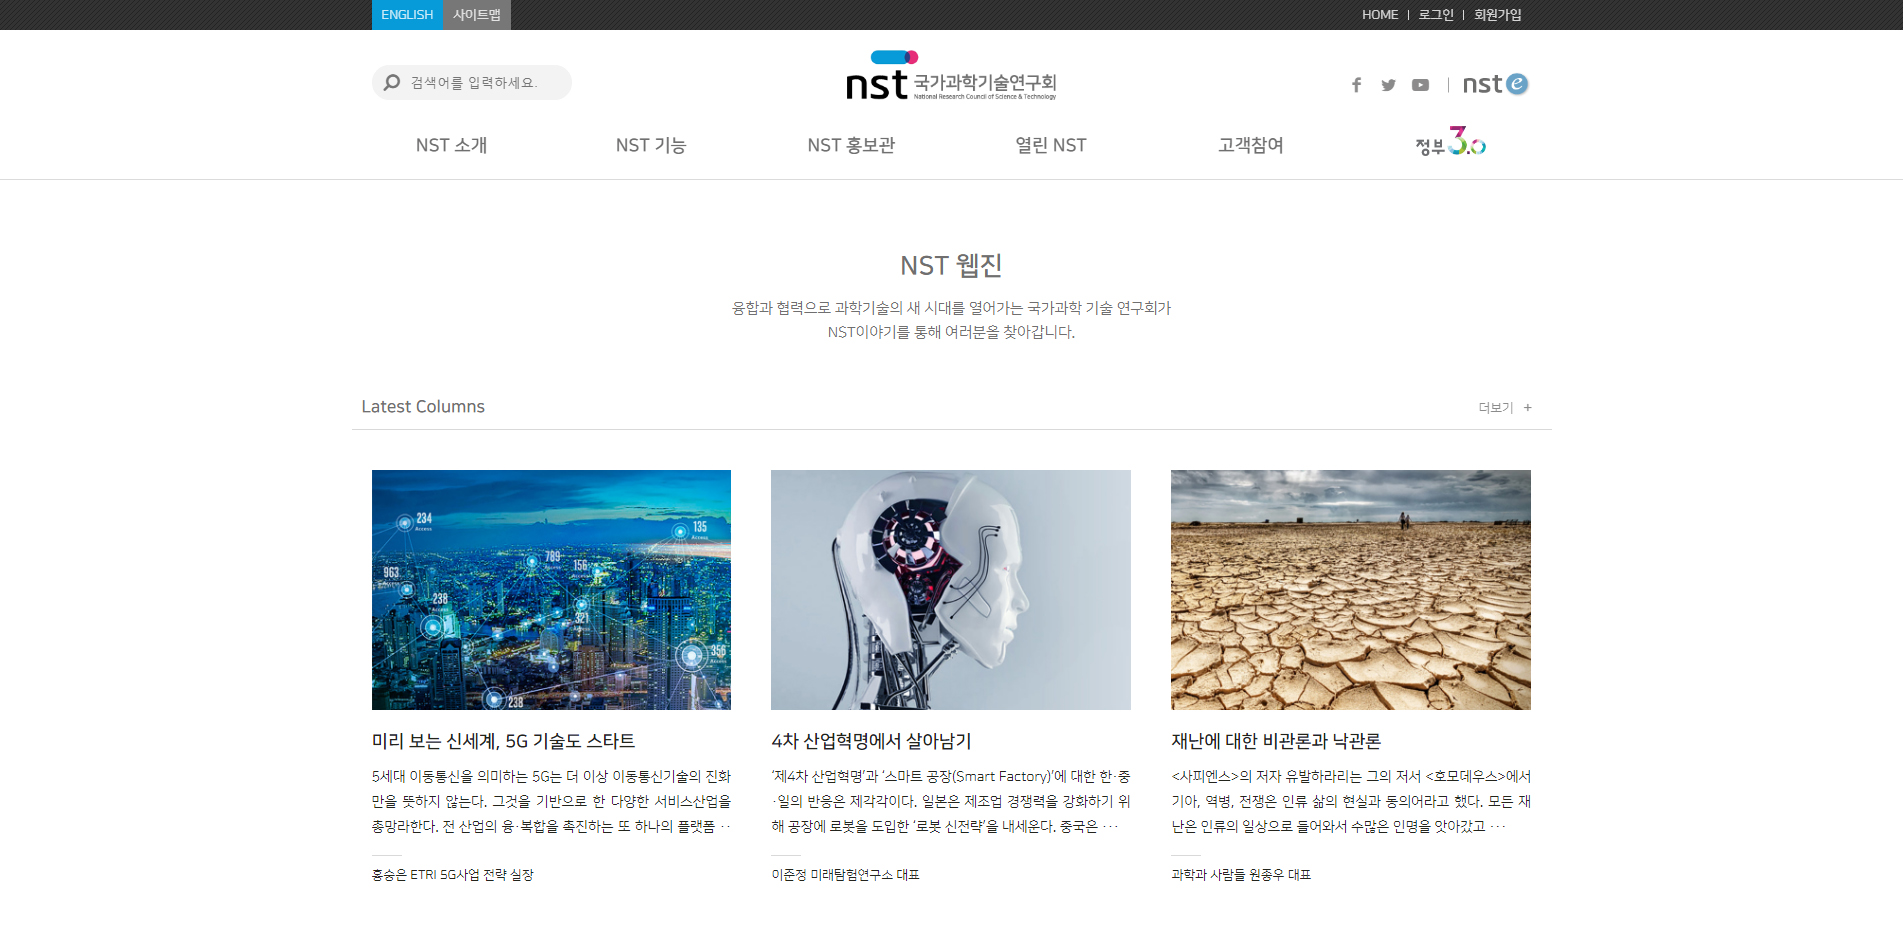 ENGLISH 사이트맵 HOME 로그인 회원가입
검색어를 입력하세요.
nst 국가과학기술연구회
National Research Council of Science & Technology
nst e
NST 소개 NST 기능 NST 홍보관 열린 NST 고객참여 정부3.0
NST 웹진
융합과 협력으로 과학기술의 새 시대를 열어가는 국가과학 기술 연구회가
NST이야기를 통해 여러분을 찾아갑니다.
Latest Columns 더보기 +
234
Access
135
Access
789
Access
156
Access
963
Access
238
Access
321
Access
356
Access
238
미리 보는 신세계, 5G 기술도 스타트
5세대 이동통신을 의미하는 5G는 더 이상 이동통신기술의 진화
만을 뜻하지 않는다. 그것을 기반으로 한 다양한 서비스산업을
총망라한다. 전 산업의 융·복합을 촉진하는 또 하나의 플랫폼 ··
홍승은 ETRI 5G사업 전략 실장
4차 산업혁명에서 살아남기
‘제4차 산업혁명’과 ‘스마트 공장(Smart Factory)’에 대한 한·중
·일의 반응은 제각각이다. 일본은 제조업 경쟁력을 강화하기 위
해 공장에 로봇을 도입한 ‘로봇 신전략’을 내세운다. 중국은 ···
이준정 미래탐험연구소 대표
재난에 대한 비관론과 낙관론
<사피엔스>의 저자 유발하라리는 그의 저서 <호모데우스>에서
기아, 역병, 전쟁은 인류 삶의 현실과 동의어라고 했다. 모든 재
난은 인류의 일상으로 들어와서 수많은 인명을 앗아갔고 ···
과학과 사람들 원종우 대표